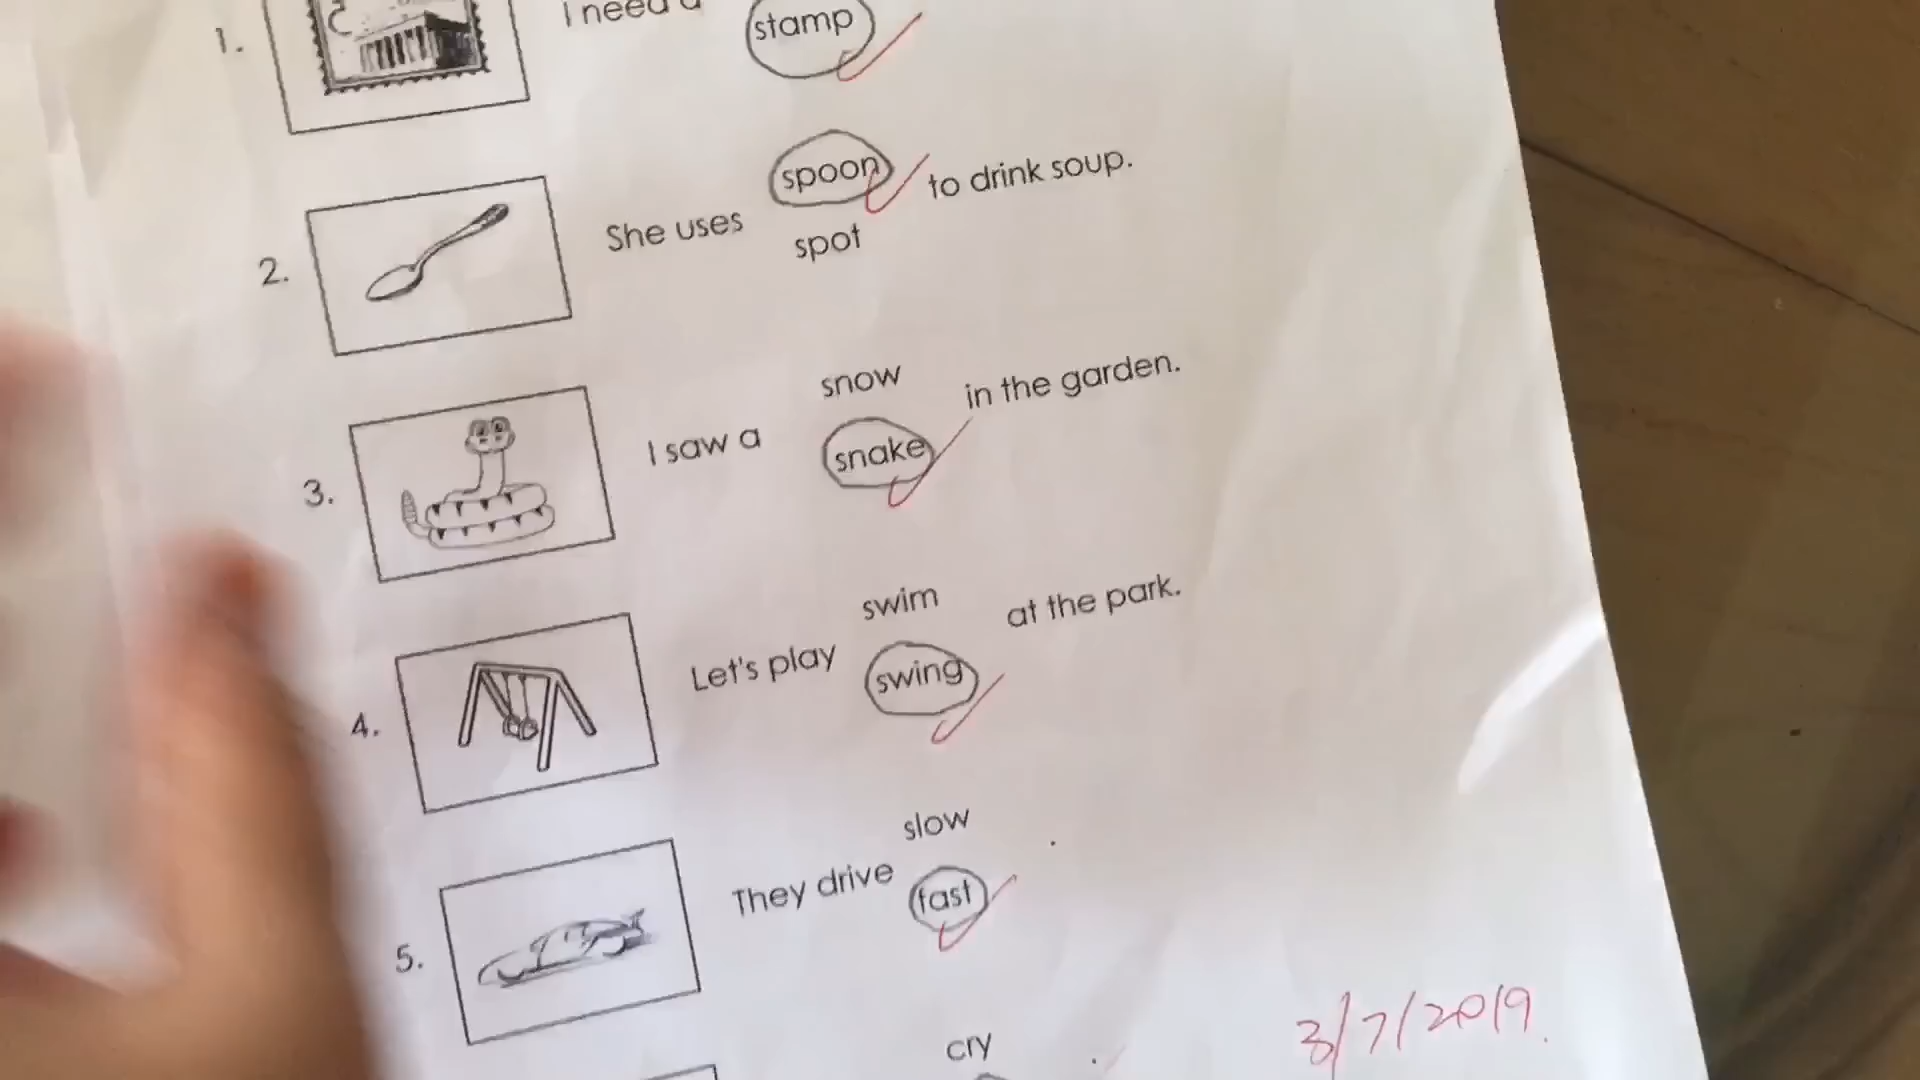 1. I need a stamp
spoon
2. She uses to drink soup.
spot
snow
3. I saw a in the garden.
snake
swim
4. Let's play at the park.
swing
slow
5. They drive .
fast
cry
3/7/2019.